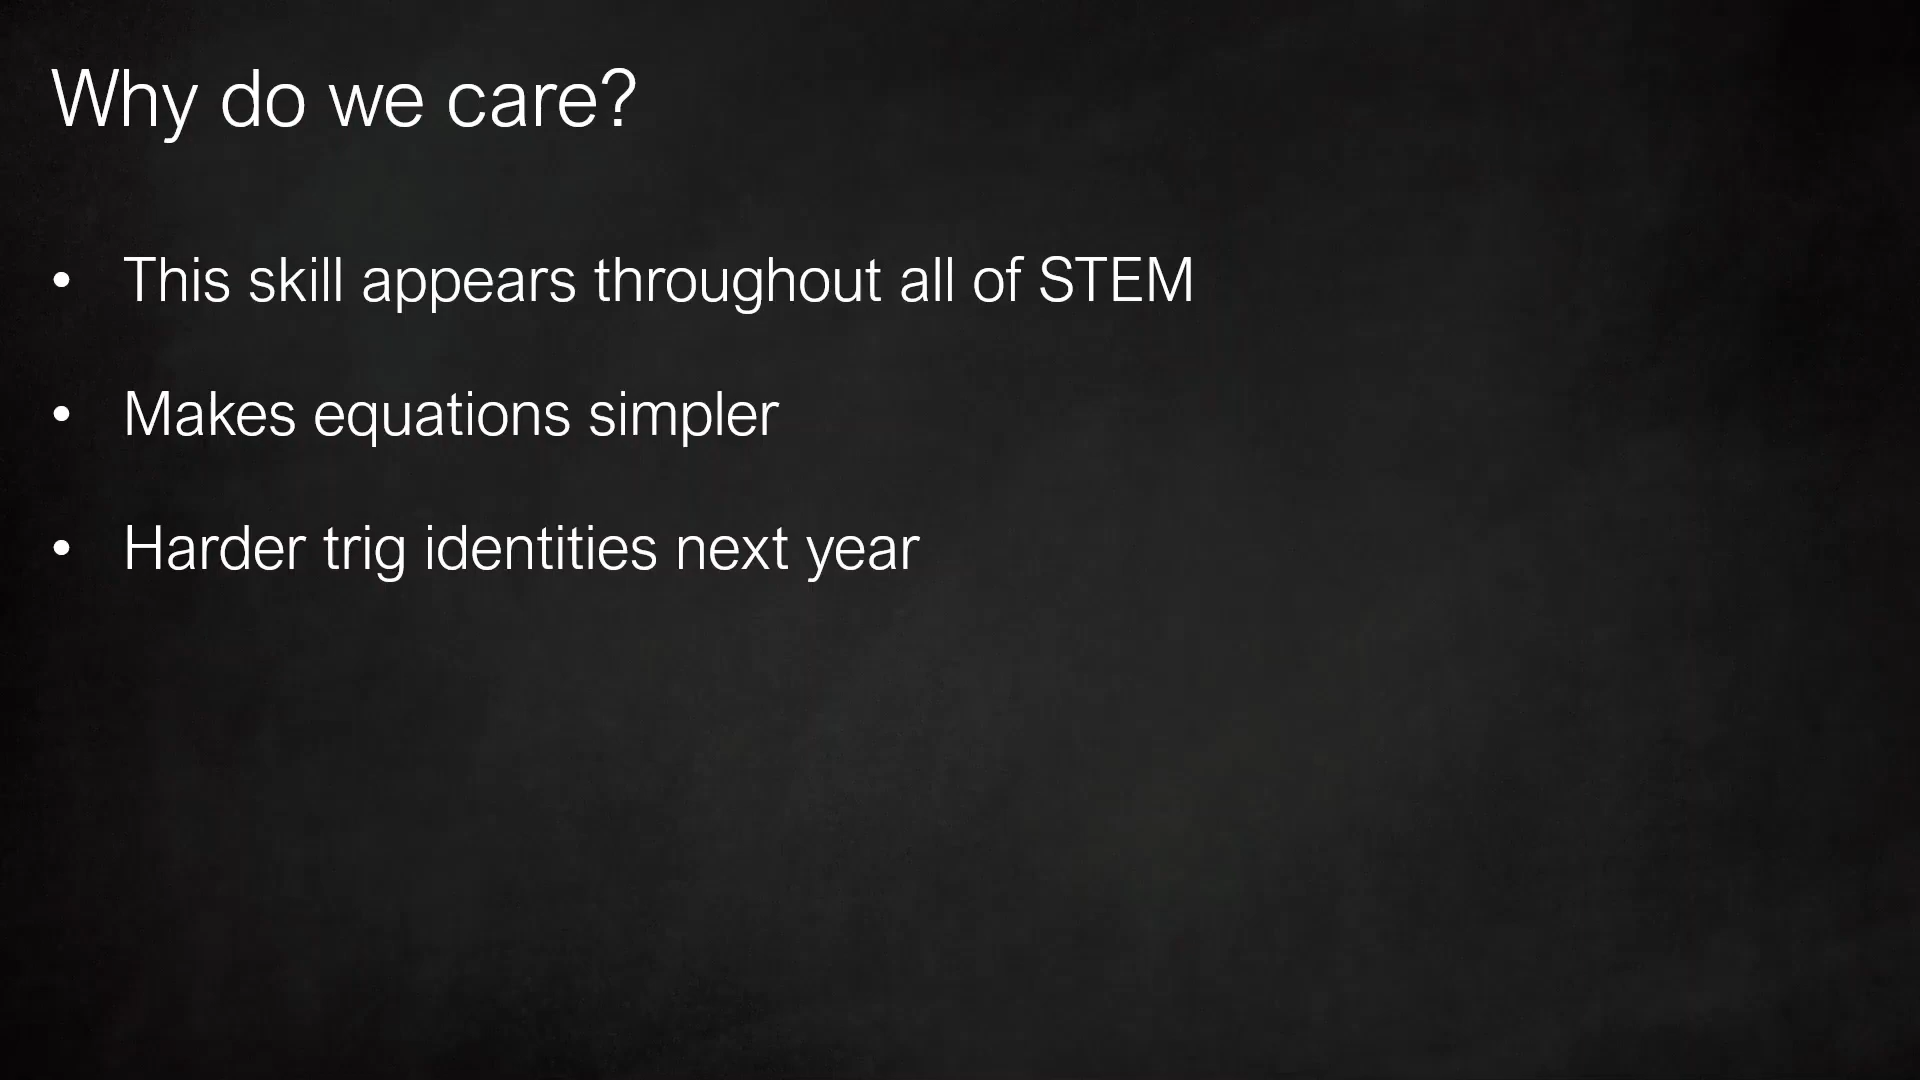 Why do we care?
• This skill appears throughout all of STEM
• Makes equations simpler
• Harder trig identities next year